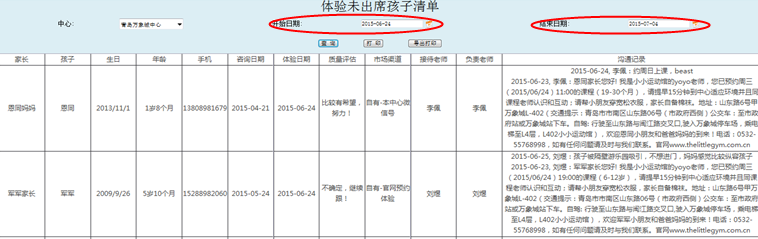 体验未出席孩子清单
中心: 青岛万象城中心 开始日期: 2015-06-24 结束日期: 2015-07-04
查 询 打 印 导出打印
家长 孩子 生日 年龄 手机 咨询日期 体验日期 质量评估 市场渠道 接待老师 负责老师 沟通记录
恩同妈妈 恩同 2013/11/1 1岁8个月 13808981679 2015-04-21 2015-06-24 比较有希望，努力！ 自有-本中心微信号 李佩 李佩
2015-06-24, 李佩：约周日上课，beast
2015-06-23, 李佩：恩同家长您好! 我是小小运动馆的yoyo老师，您已预约周三
(2015/06/24) 11:00的课程 (19-30个月) ，请提早15分钟到中心适应环境并且同
课程老师认识和互动；请帮小朋友穿宽松衣服，家长自备棉袜。地址：山东路6号甲
万象城L-402（交通提示：青岛市市南区山东路06号（市政府西侧）公交车：至市政
府站或万象城站下车。自驾: 行驶至山东路与闽江路交叉口,驶入万象城停车场，乘电
梯至L4层，L402小小运动馆），欢迎恩同小朋友和爸爸妈妈的到来！电话：0532-
55768998，如有任何问题请及时与我们联系。官网www.thelittlegym.com.cn
军军家长 军军 2009/9/26 5岁10个月 15288982060 2015-05-24 2015-06-24 不确定，继续跟！ 自有-官网预约体验 刘煜 刘煜
2015-06-25, 刘煜：孩子被隔壁游乐园吸引，不想进门，妈妈感觉比较纵容孩子
2015-06-23, 刘煜：军军家长您好! 我是小小运动馆的yoyo老师，您已预约周三
(2015/06/24) 19:00的课程（6-12岁），请提早15分钟到中心适应环境并且同课程老
师认识和互动；请帮小朋友穿宽松衣服，家长自备棉袜。地址：山东路6号甲万象
城L-402（交通提示：青岛市市南区山东路06号（市政府西侧）公交车：至市政府站
或万象城站下车。自驾: 行驶至山东路与闽江路交叉口,驶入万象城停车场，乘电梯
至L4层，L402小小运动馆），欢迎军军小朋友和爸爸妈妈的到来！电话：0532-
55768998，如有任何问题请及时与我们联系。官网www.thelittlegym.com.cn